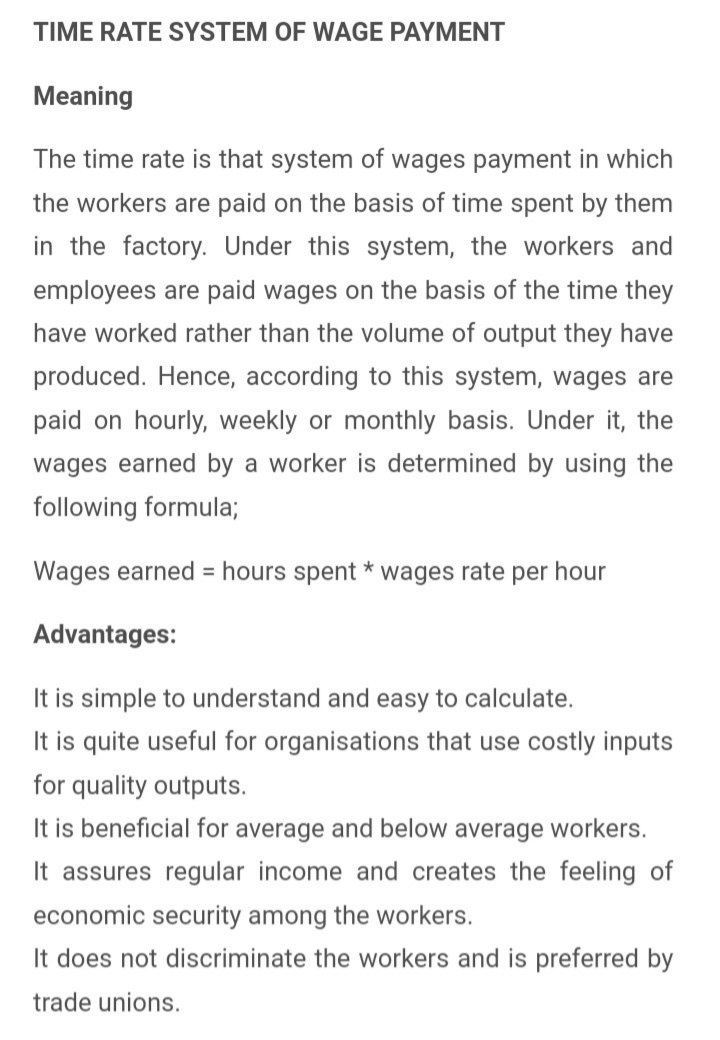 TIME RATE SYSTEM OF WAGE PAYMENT
Meaning
The time rate is that system of wages payment in which
the workers are paid on the basis of time spent by them
in the factory. Under this system, the workers and
employees are paid wages on the basis of the time they
have worked rather than the volume of output they have
produced. Hence, according to this system, wages are
paid on hourly, weekly or monthly basis. Under it, the
wages earned by a worker is determined by using the
following formula;
Wages earned = hours spent * wages rate per hour
Advantages:
It is simple to understand and easy to calculate.
It is quite useful for organisations that use costly inputs
for quality outputs.
It is beneficial for average and below average workers.
It assures regular income and creates the feeling of
economic security among the workers.
It does not discriminate the workers and is preferred by
trade unions.